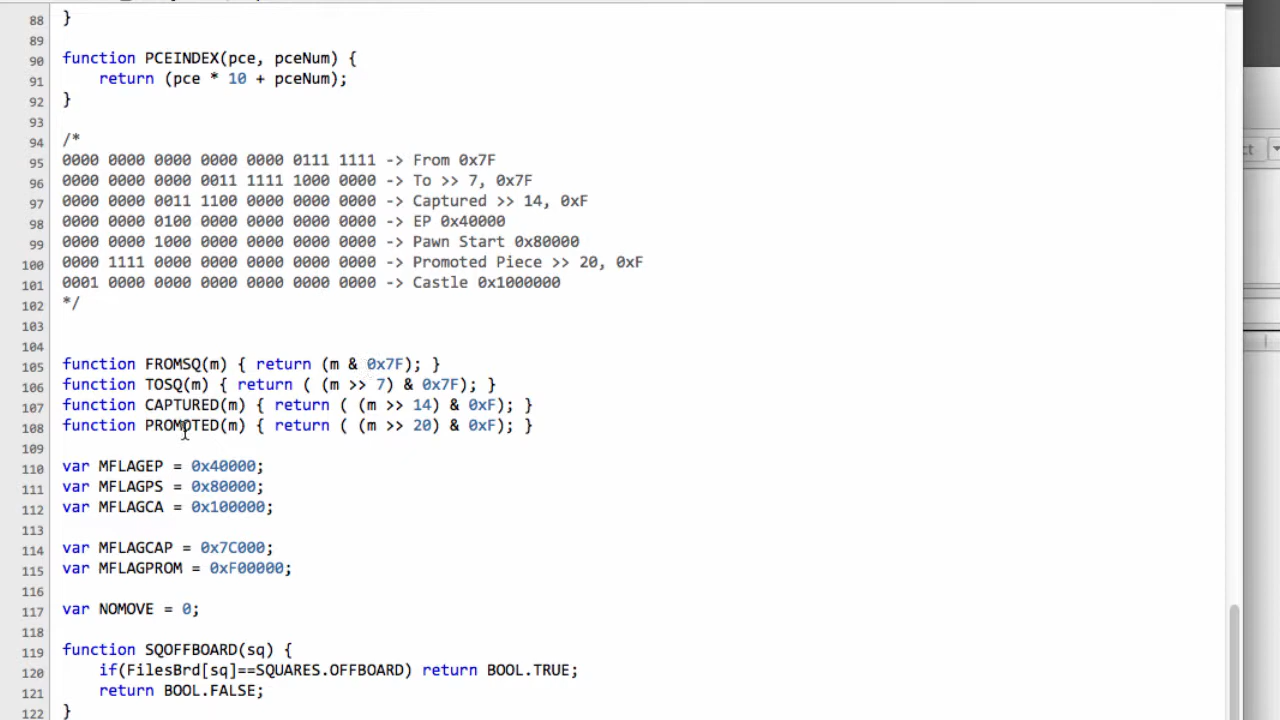 88 }
89
90 function PCEINDEX(pce, pceNum) {
91     return (pce * 10 + pceNum);
92 }
93
94 /*
95 0000 0000 0000 0000 0000 0111 1111 -> From 0x7F
96 0000 0000 0000 0011 1111 1000 0000 -> To >> 7, 0x7F
97 0000 0000 0011 1100 0000 0000 0000 -> Captured >> 14, 0xF
98 0000 0000 0100 0000 0000 0000 0000 -> EP 0x40000
99 0000 0000 1000 0000 0000 0000 0000 -> Pawn Start 0x80000
100 0000 1111 0000 0000 0000 0000 0000 -> Promoted Piece >> 20, 0xF
101 0001 0000 0000 0000 0000 0000 0000 -> Castle 0x1000000
102 */
103
104
105 function FROMSQ(m) { return (m & 0x7F); }
106 function TOSQ(m) { return ( (m >> 7) & 0x7F); }
107 function CAPTURED(m) { return ( (m >> 14) & 0xF); }
108 function PROMOTED(m) { return ( (m >> 20) & 0xF); }
109
110 var MFLAGEP = 0x40000;
111 var MFLAGPS = 0x80000;
112 var MFLAGCA = 0x100000;
113
114 var MFLAGCAP = 0x7C000;
115 var MFLAGPROM = 0xF00000;
116
117 var NOMOVE = 0;
118
119 function SQOFFBOARD(sq) {
120     if(FilesBrd[sq]==SQUARES.OFFBOARD) return BOOL.TRUE;
121     return BOOL.FALSE;
122 }